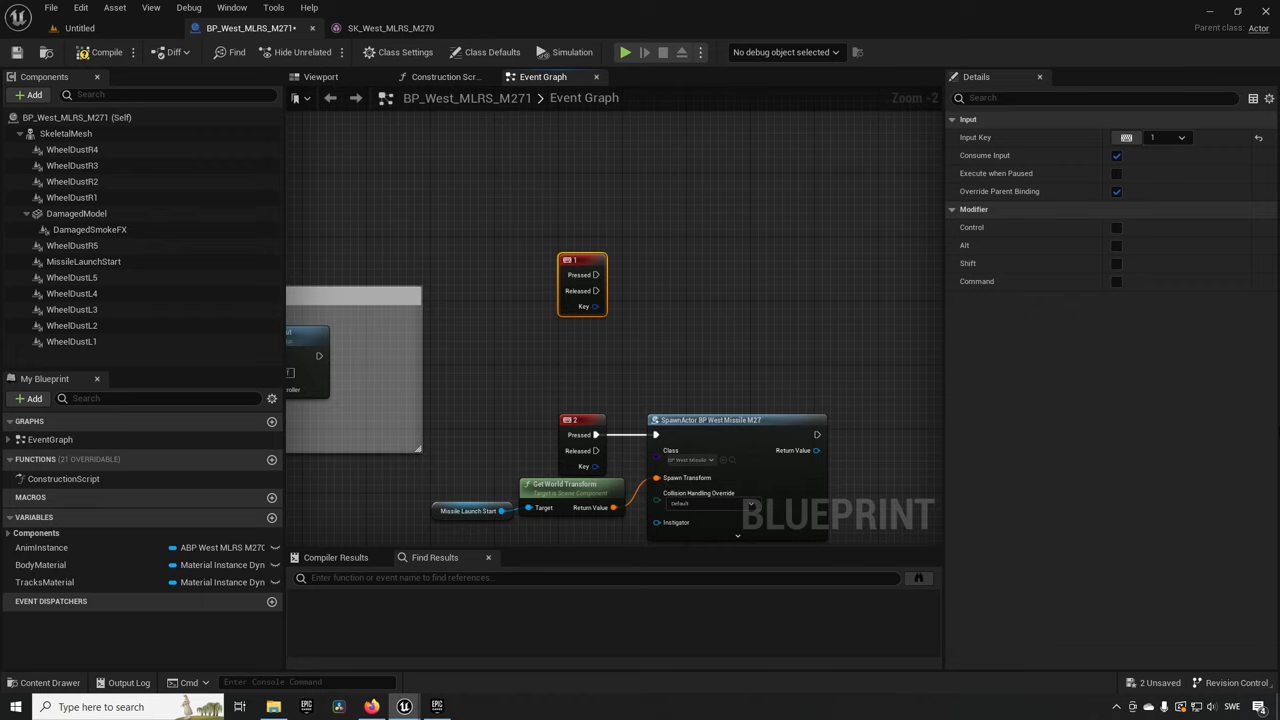 File Edit Asset View Debug Window Tools Help
Parent class: Actor
Untitled BP_West_MLRS_M271* SK_West_MLRS_M270
Compile Diff Find Hide Unrelated Class Settings Class Defaults Simulation No debug object selected
Components Viewport Construction Scr... Event Graph Details
Add Search BP_West_MLRS_M271 > Event Graph Zoom -2 Search
BP_West_MLRS_M271 (Self)
SkeletalMesh
WheelDustR4
WheelDustR3
WheelDustR2
WheelDustR1
DamagedModel
DamagedSmokeFX
WheelDustR5
MissileLaunchStart
WheelDustL5
WheelDustL4
WheelDustL3
WheelDustL2
WheelDustL1
My Blueprint
Add Search
GRAPHS
EventGraph
FUNCTIONS (21 OVERRIDABLE)
ConstructionScript
MACROS
VARIABLES
Components
AnimInstance ABP West MLRS M270
BodyMaterial Material Instance Dyn
TracksMaterial Material Instance Dyn
EVENT DISPATCHERS
1
Pressed
Released
Key
2
Pressed
Released
Key
SpawnActor BP West Missile M27
Class
BP West Missile
Return Value
Spawn Transform
Collision Handling Override
Default
Instigator
GetWorld Transform
Target is Scene Component
Target Return Value
Missile Launch Start
BLUEPRINT
Compiler Results Find Results
Enter function or event name to find references...
Input
Input Key 1
Consume Input
Execute when Paused
Override Parent Binding
Modifier
Control
Alt
Shift
Command
Content Drawer Output Log Cmd Enter Console Command 2 Unsaved Revision Control
Type here to search SWE